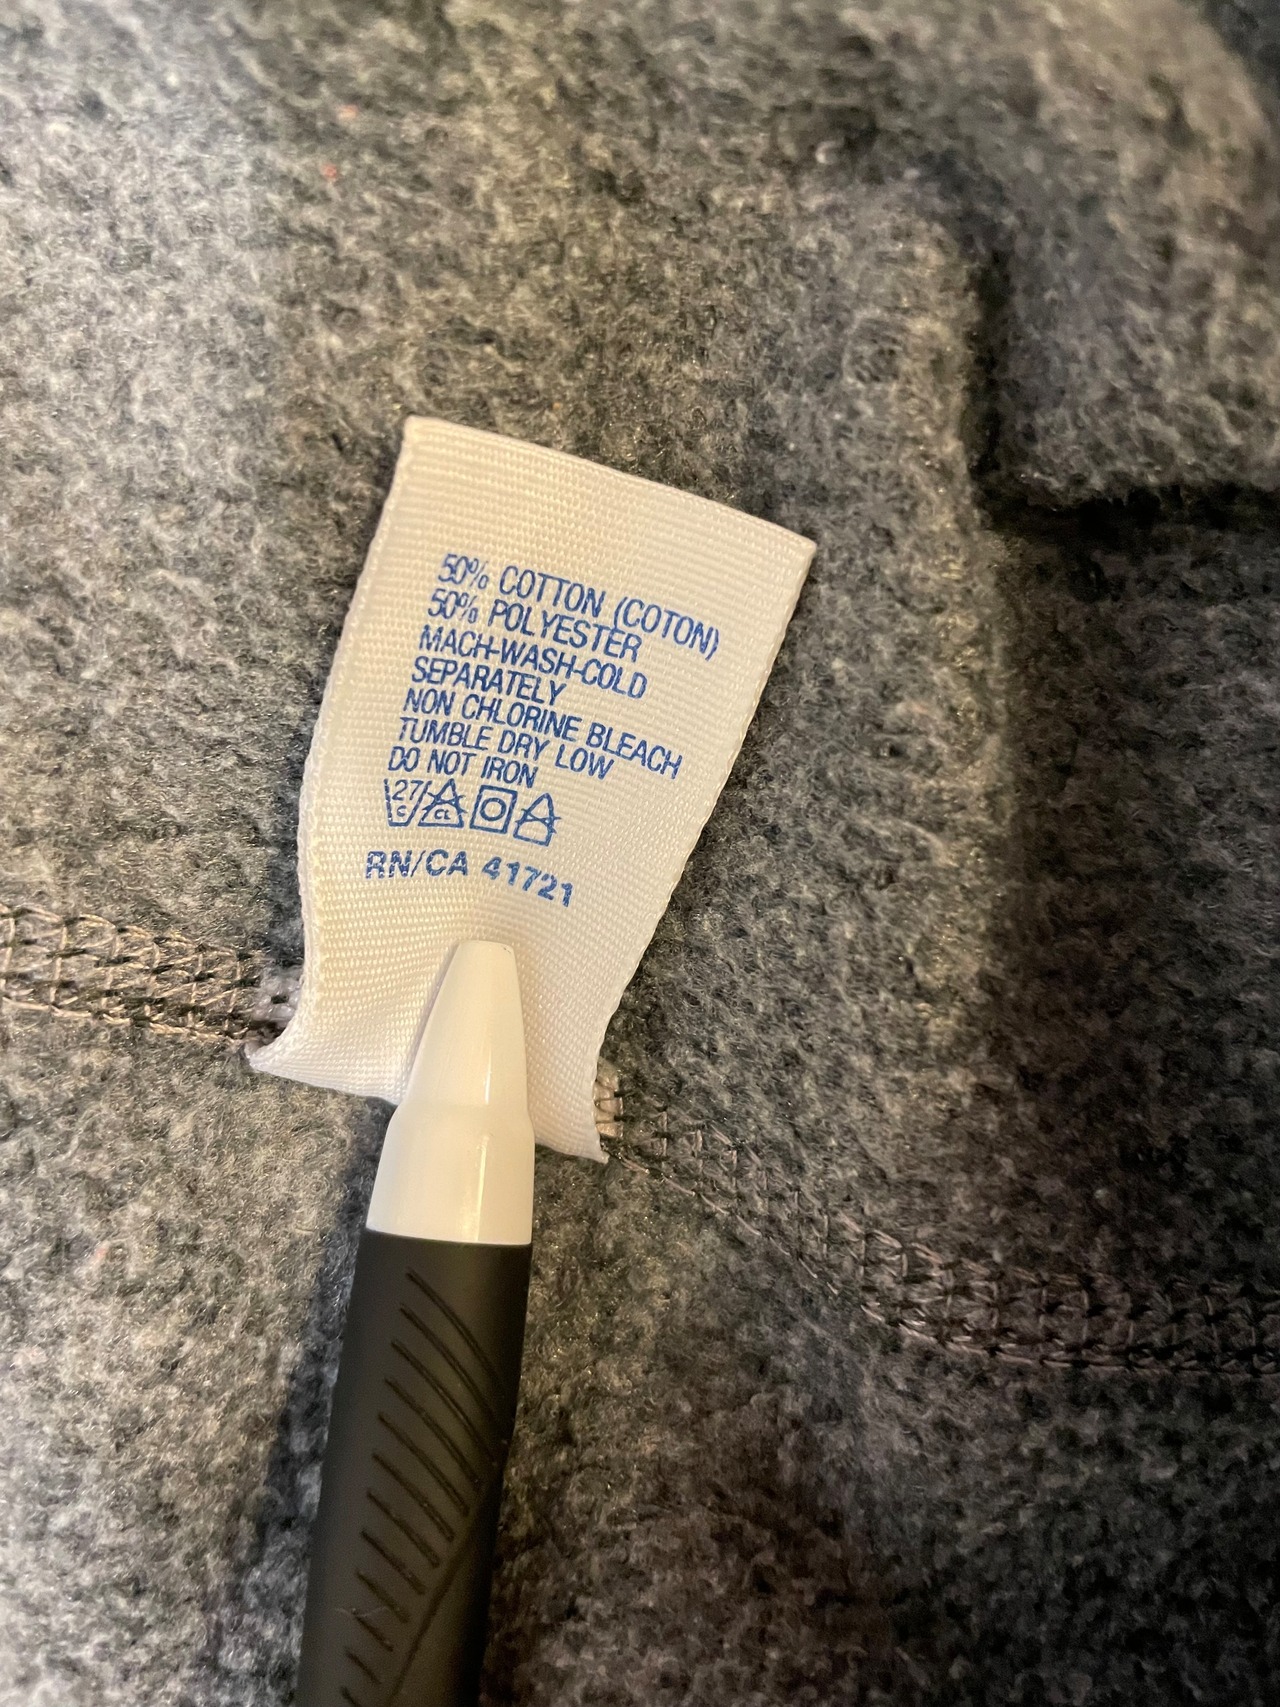 50% COTTON (COTON)
50% POLYESTER
MACH-WASH-COLD
SEPARATELY
NON CHLORINE BLEACH
TUMBLE DRY LOW
DO NOT IRON
27 C CL
RN/CA 41721